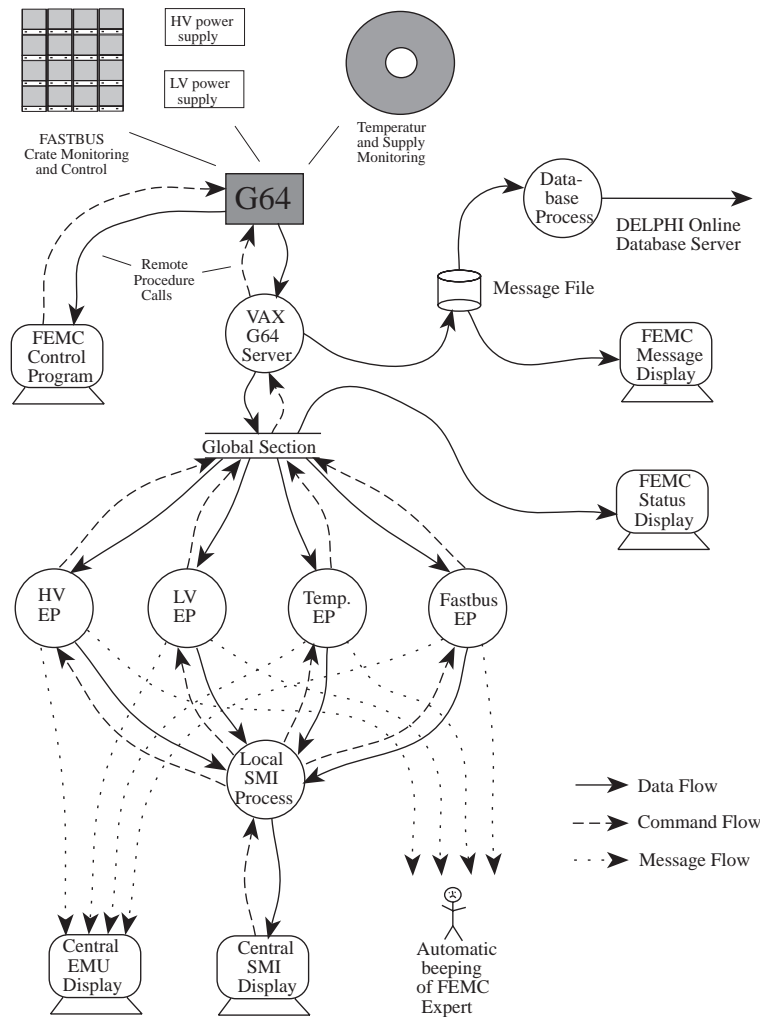 HV power
supply
LV power
supply
FASTBUS
Crate Monitoring
and Control
Temperatur
and Supply
Monitoring
G64
Data-
base
Process
DELPHI Online
Database Server
Remote
Procedure
Calls
Message File
VAX
G64
Server
FEMC
Control
Program
FEMC
Message
Display
Global Section
FEMC
Status
Display
HV
EP
LV
EP
Temp.
EP
Fastbus
EP
Local
SMI
Process
Data Flow
Command Flow
Message Flow
Central
EMU
Display
Central
SMI
Display
Automatic
beeping
of FEMC
Expert